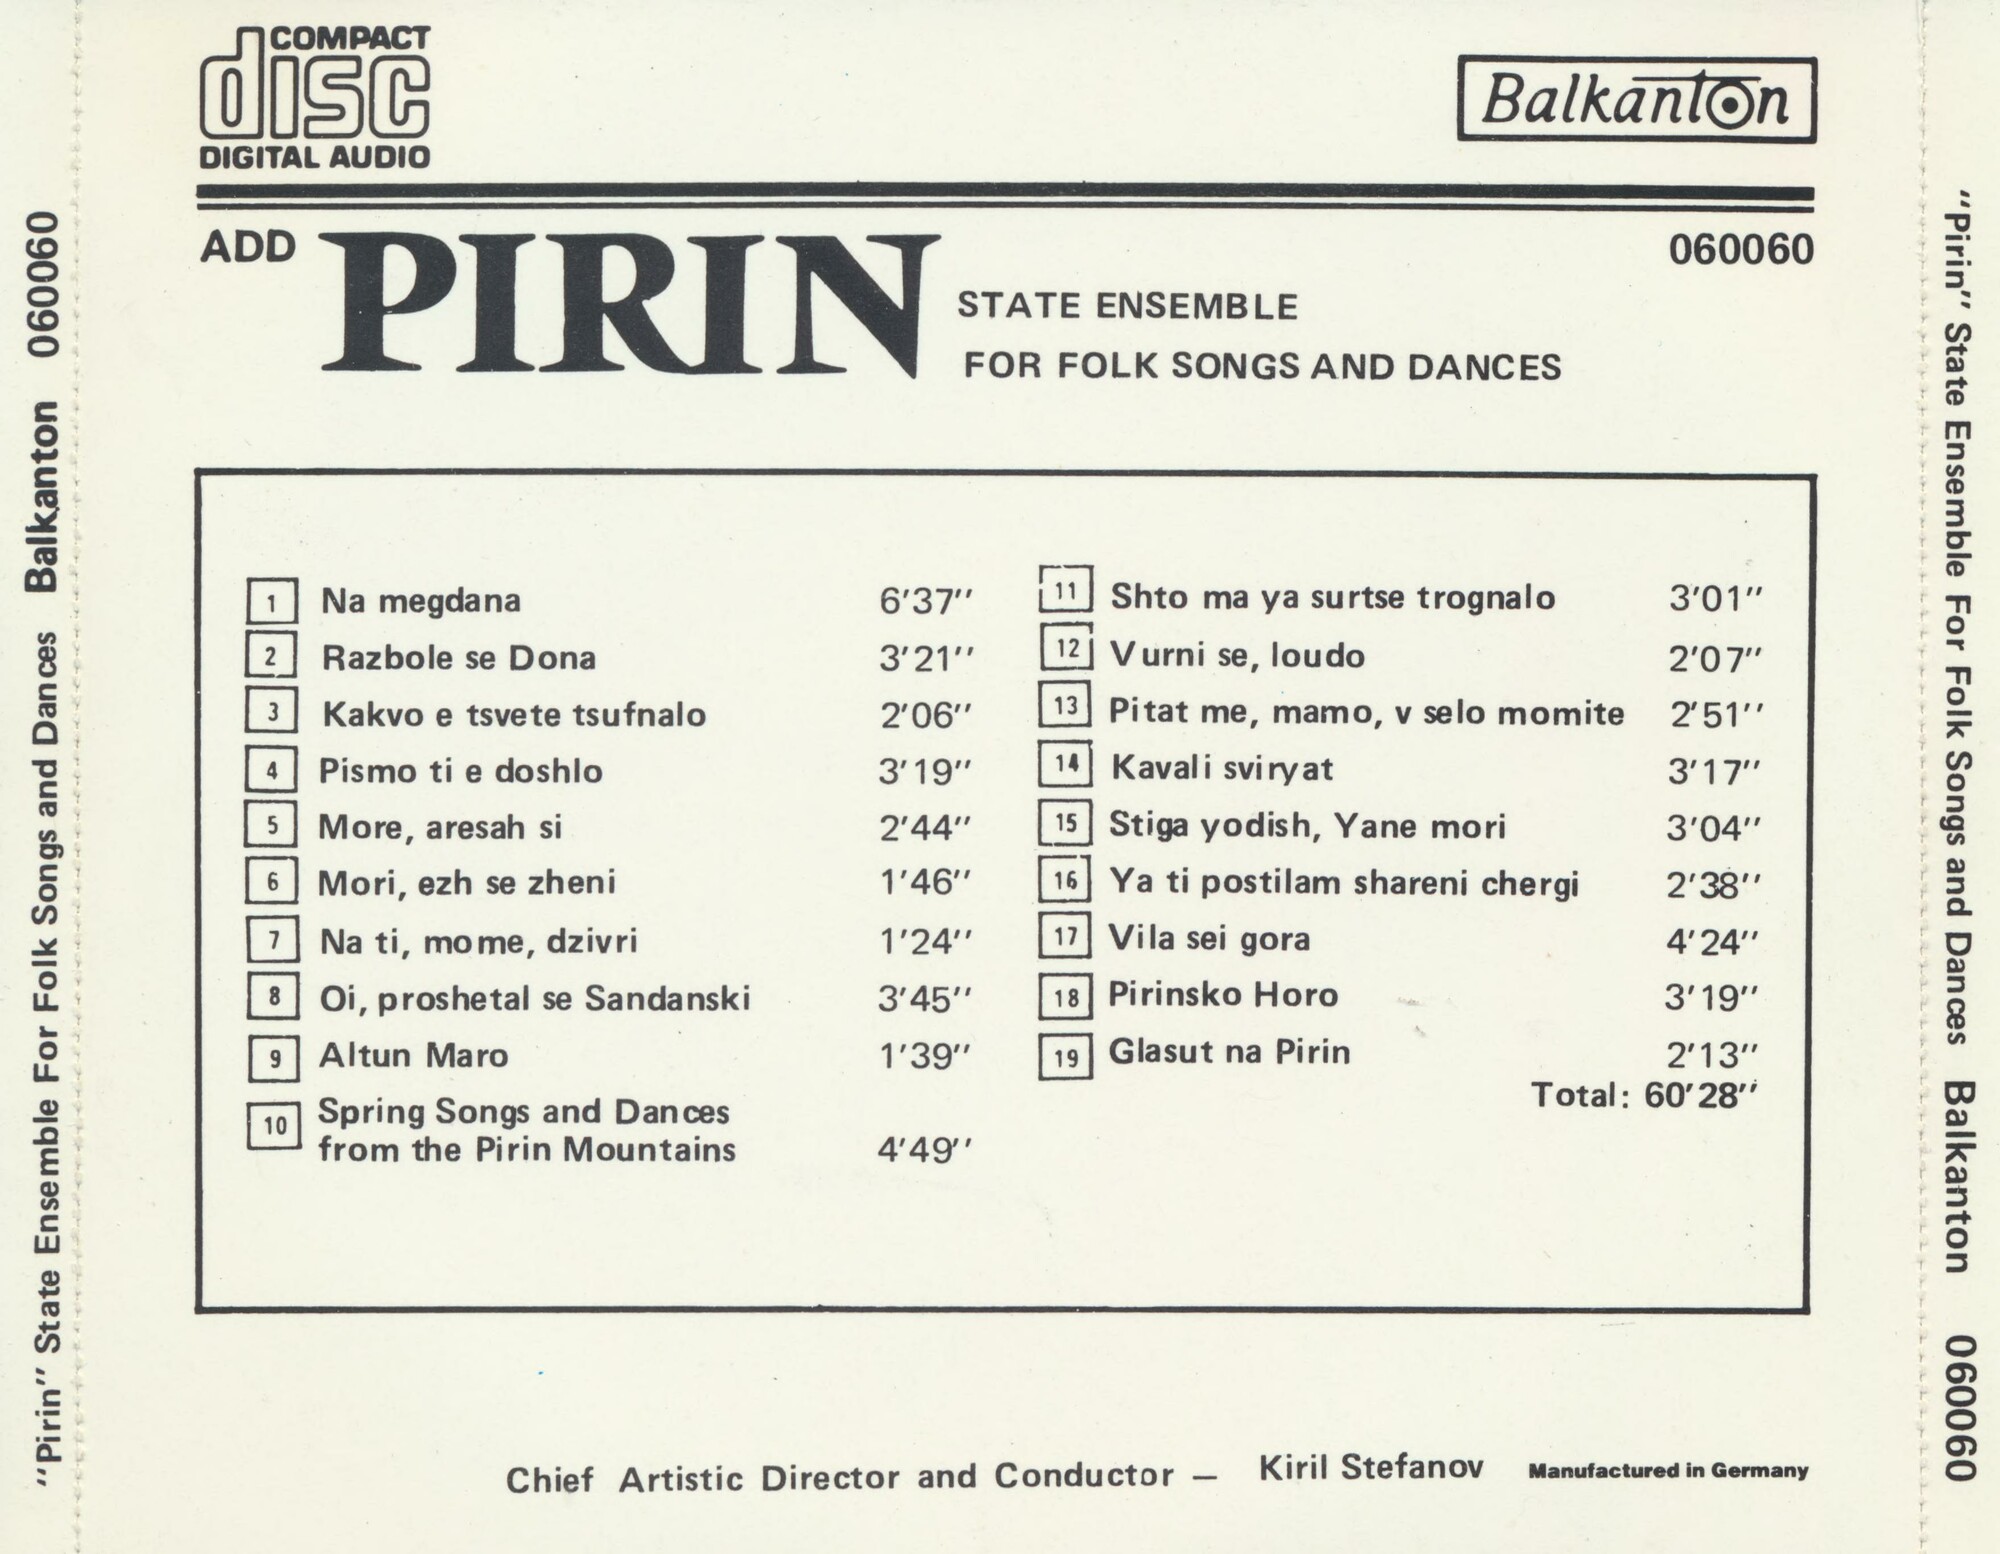 COMPACT
disc
DIGITAL AUDIO
Balkanton
ADD
PIRIN
060060
STATE ENSEMBLE
FOR FOLK SONGS AND DANCES
1 Na megdana 6'37''
2 Razbole se Dona 3'21''
3 Kakvo e tsvete tsufnalo 2'06''
4 Pismo ti e doshlo 3'19''
5 More, aresah si 2'44''
6 Mori, ezh se zheni 1'46''
7 Na ti, mome, dzivri 1'24''
8 Oi, proshetal se Sandanski 3'45''
9 Altun Maro 1'39''
10 Spring Songs and Dances
from the Pirin Mountains 4'49''
11 Shto ma ya surtse trognalo 3'01''
12 Vurni se, loudo 2'07''
13 Pitat me, mamo, v selo momite 2'51''
14 Kavali sviryat 3'17''
15 Stiga yodish, Yane mori 3'04''
16 Ya ti postilam shareni chergi 2'38''
17 Vila sei gora 4'24''
18 Pirinsko Horo 3'19''
19 Glasut na Pirin 2'13''
Total: 60'28''
Chief Artistic Director and Conductor — Kiril Stefanov
Manufactured in Germany
"Pirin" State Ensemble For Folk Songs and Dances Balkanton 060060
"Pirin" State Ensemble For Folk Songs and Dances Balkanton 060060